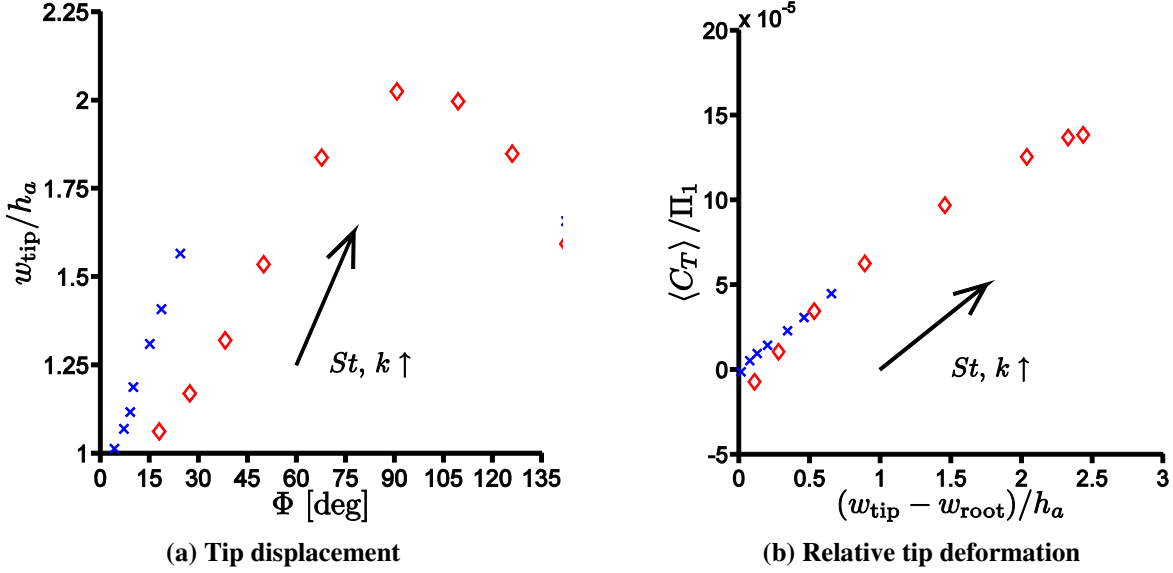 2.25
2
1.75
1.5
1.25
1
w_tip/h_a
0 15 30 45 60 75 90 105 120 135
Φ [deg]
St, k ↑
(a) Tip displacement
x 10^-5
20
15
10
5
0
-5
⟨C_T⟩ /Π_1
0 0.5 1 1.5 2 2.5 3
(w_tip − w_root)/h_a
St, k ↑
(b) Relative tip deformation